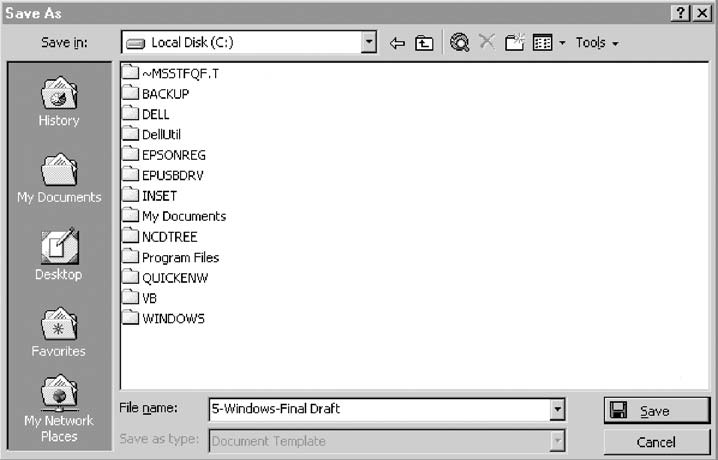 Save As
Save in: Local Disk (C:) Tools
History
My Documents
Desktop
Favorites
My Network
Places
~MSSTFQF.T
BACKUP
DELL
DellUtil
EPSONREG
EPUSBDRV
INSET
My Documents
NCDTREE
Program Files
QUICKENW
VB
WINDOWS
File name: 5-Windows-Final Draft Save
Save as type: Document Template Cancel